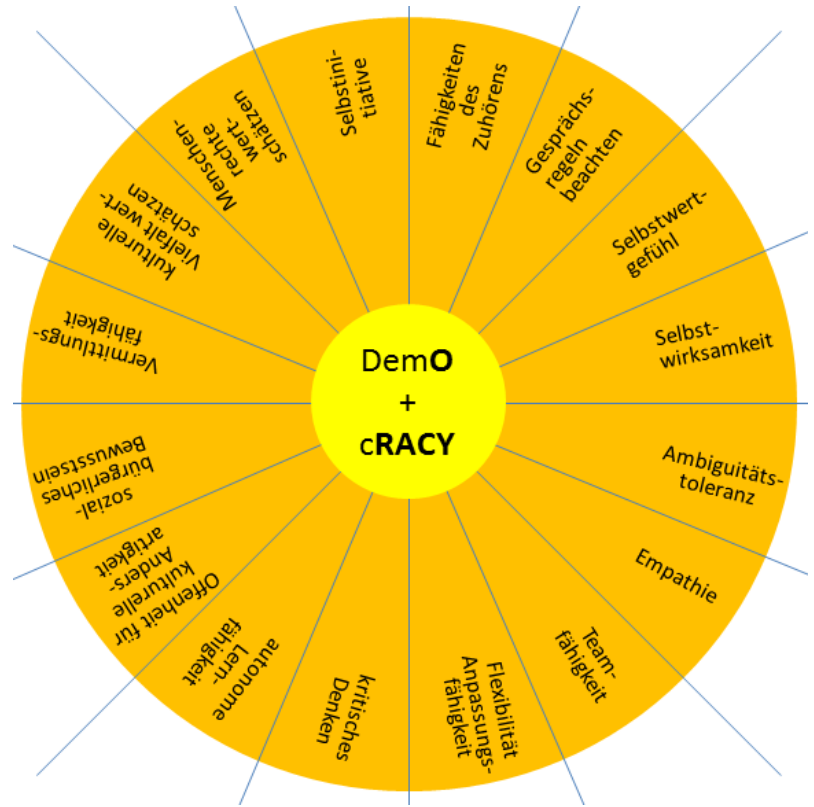 Fähigkeiten
des
Zuhörens
Gesprächs-
regeln
beachten
Selbstwert-
gefühl
Selbst-
wirksamkeit
Ambiguitäts-
toleranz
Empathie
Team-
fähigkeit
Flexibilität
Anpassungs-
fähigkeit
kritisches
Denken
autonome
Lern-
fähigkeit
Offenheit für
kulturelle
Anders-
artigkeit
sozial-
bürgerliches
Bewusstsein
Vermittlungs-
fähigkeit
kulturelle
Vielfalt wert-
schätzen
Menschen-
rechte
wert-
schätzen
Selbstini-
tiative
DemO
+
cRACY